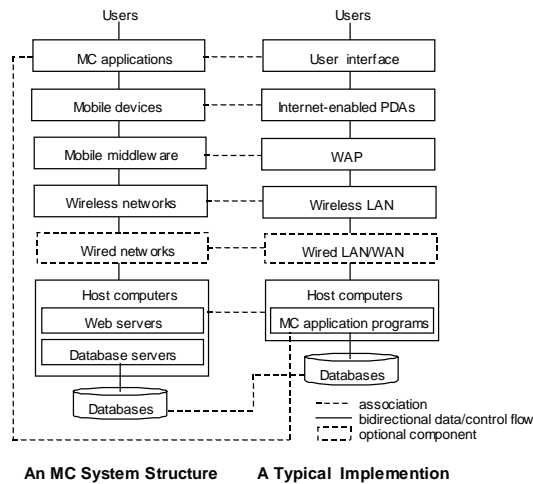 Users
Users
MC applications
User interface
Mobile devices
Internet-enabled PDAs
Mobile middleware
WAP
Wireless networks
Wireless LAN
Wired networks
Wired LAN/WAN
Host computers
Host computers
Web servers
MC application programs
Database servers
Databases
Databases
association
bidirectional data/control flow
optional component
An MC System Structure
A Typical Implemention